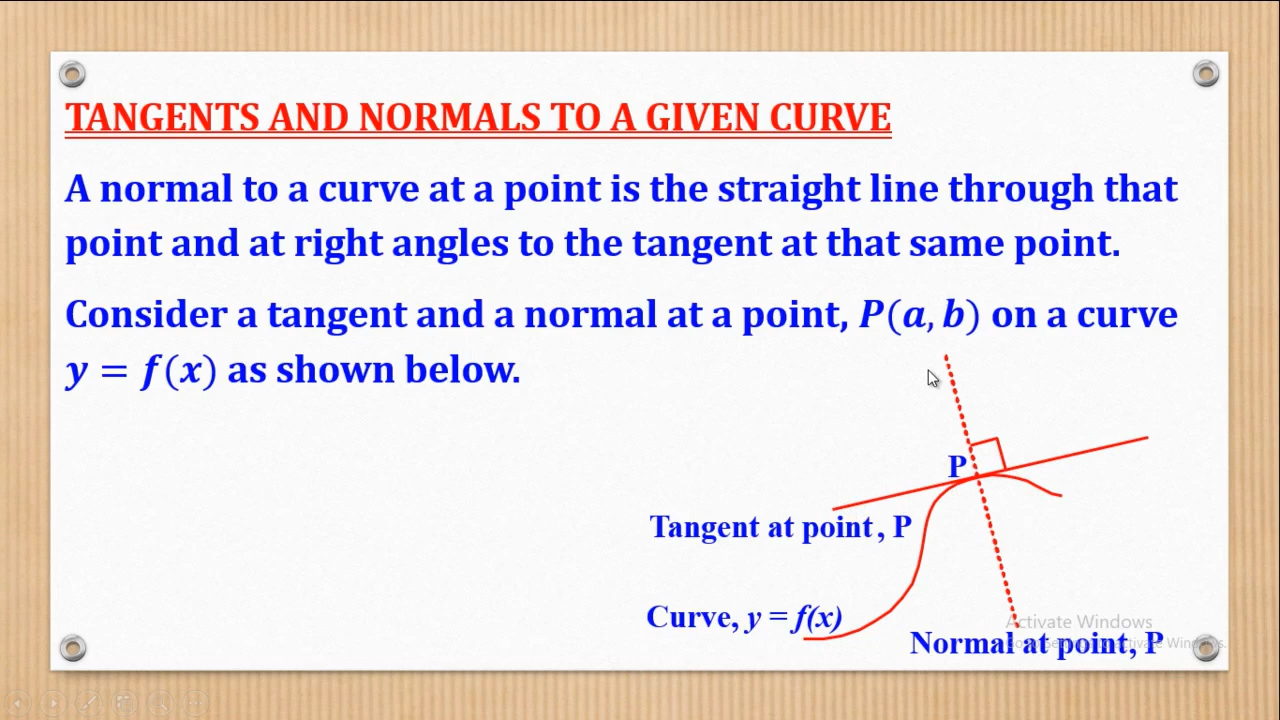 TANGENTS AND NORMALS TO A GIVEN CURVE
A normal to a curve at a point is the straight line through that
point and at right angles to the tangent at that same point.
Consider a tangent and a normal at a point, P(a, b) on a curve
y = f(x) as shown below.
P
Tangent at point, P
Curve, y = f(x)
Activate Windows
Normal at point, P